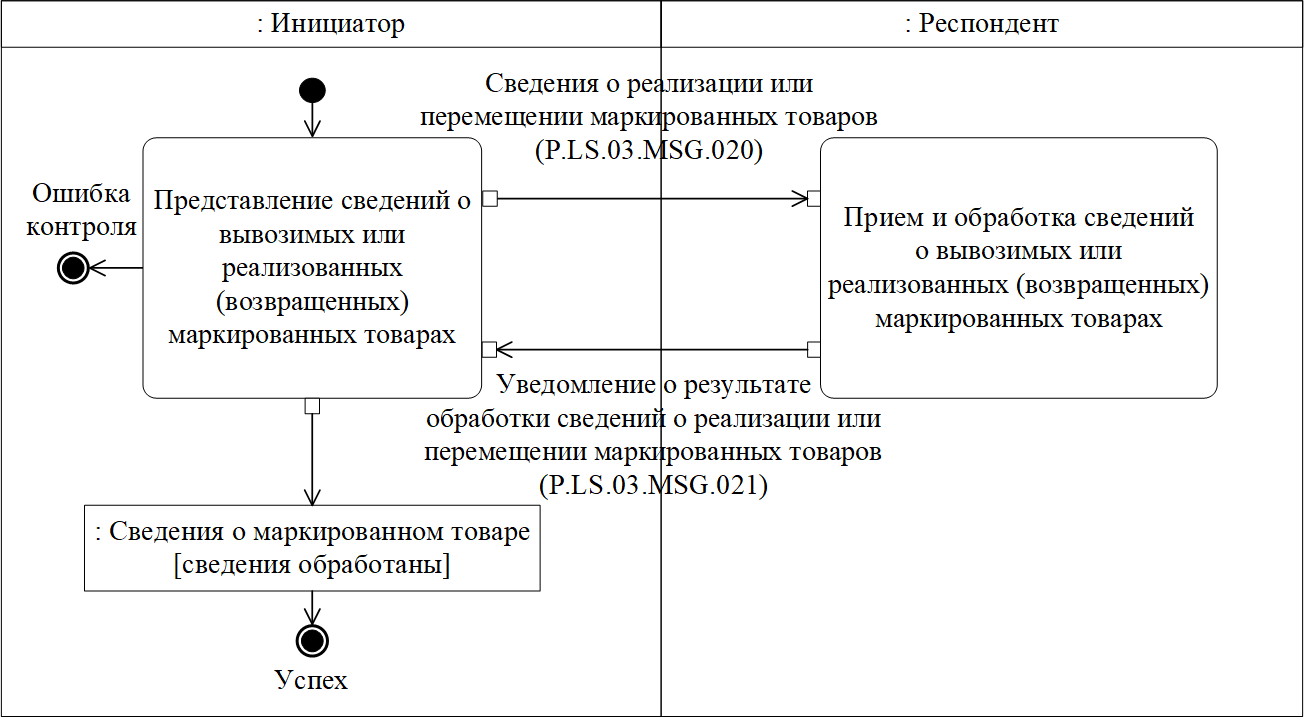 : Инициатор
: Респондент
Сведения о реализации или
перемещении маркированных товаров
(P.LS.03.MSG.020)
Ошибка
контроля
Представление сведений о
вывозимых или
реализованных
(возвращенных)
маркированных товарах
Прием и обработка сведений
о вывозимых или
реализованных (возвращенных)
маркированных товарах
Уведомление о результате
обработки сведений о реализации или
перемещении маркированных товаров
(P.LS.03.MSG.021)
: Сведения о маркированном товаре
[сведения обработаны]
Успех